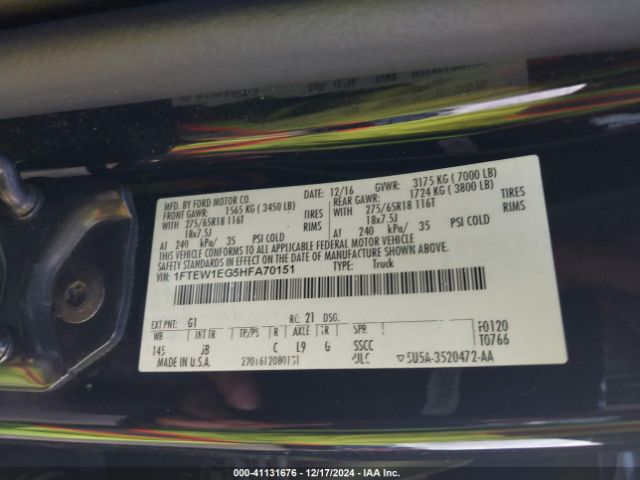 MFD. BY FORD MOTOR CO.
DATE: 12/16 GVWR: 3175 KG ( 7000 LB)
FRONT GAWR: 1565 KG ( 3450 LB) REAR GAWR: 1724 KG ( 3800 LB)
WITH 275/65R18 116T TIRES WITH 275/65R18 116T TIRES
18x7.5J RIMS 18x7.5J RIMS
AT 240 kPa/ 35 PSI COLD AT 240 kPa/ 35 PSI COLD
THIS VEHICLE CONFORMS TO ALL APPLICABLE FEDERAL MOTOR VEHICLE
SAFETY STANDARDS IN EFFECT ON THE DATE OF MANUFACTURE SHOWN ABOVE.
VIN: 1FTEW1EG5HFA70151 TYPE: Truck
EXT PNT: G1 RC: 21 DSO: F0120
WB INT TR TP/PS R AXLE TR SPR T0766
145 C L9 G SSCC
MADE IN U.S.A. 5U5A-3520472-AA
000-41131676 - 12/17/2024 - IAA Inc.